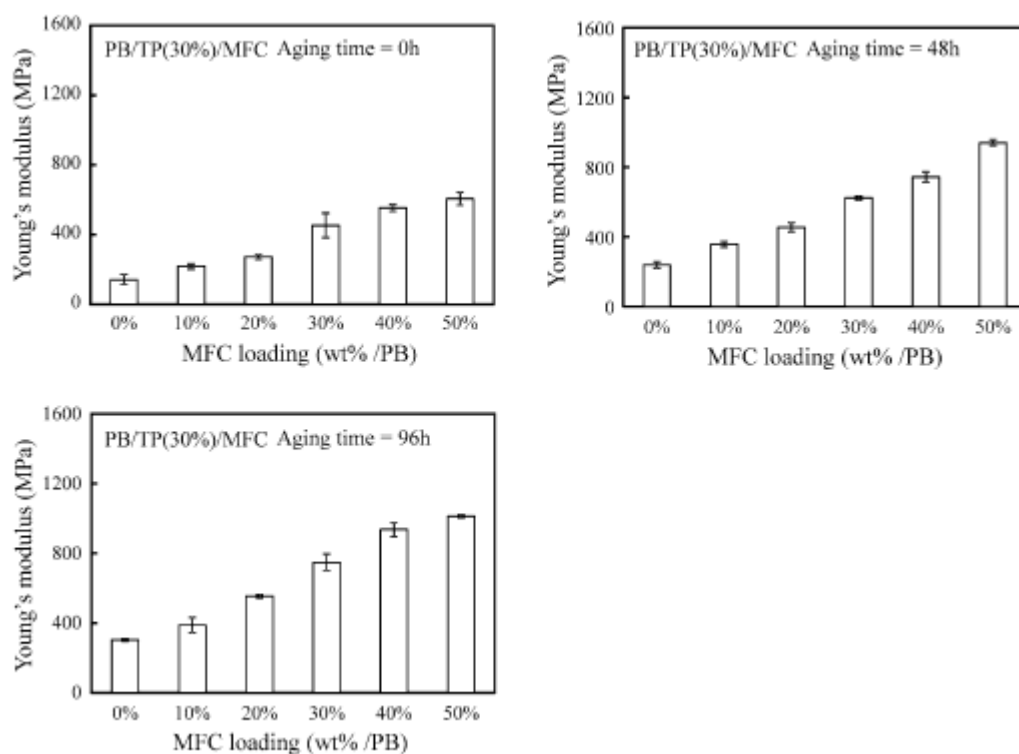 1600
PB/TP(30%)/MFC Aging time = 0h
1200
800
400
0
Young's modulus (MPa)
0% 10% 20% 30% 40% 50%
MFC loading (wt% /PB)
1600
PB/TP(30%)/MFC Aging time = 48h
1200
800
400
0
Young's modulus (MPa)
0% 10% 20% 30% 40% 50%
MFC loading (wt% /PB)
1600
PB/TP(30%)/MFC Aging time = 96h
1200
800
400
0
Young's modulus (MPa)
0% 10% 20% 30% 40% 50%
MFC loading (wt% /PB)